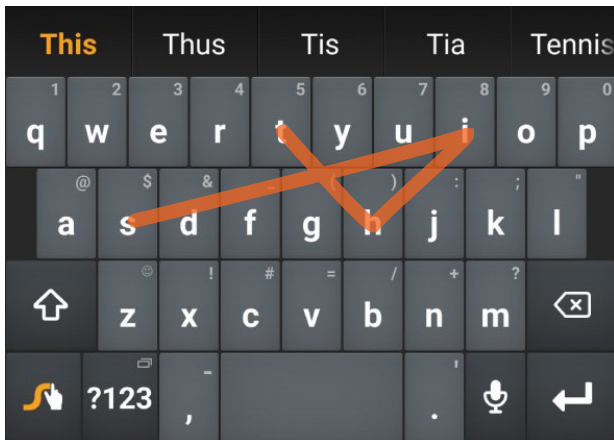 This Thus Tis Tia Tennis
1 2 3 4 5 6 7 8 9 0
q w e r t y u i o p
@ $ & _ ( ) : ; "
a s d f g h j k l
! # = / + ?
z x c v b n m
?123 , - . '